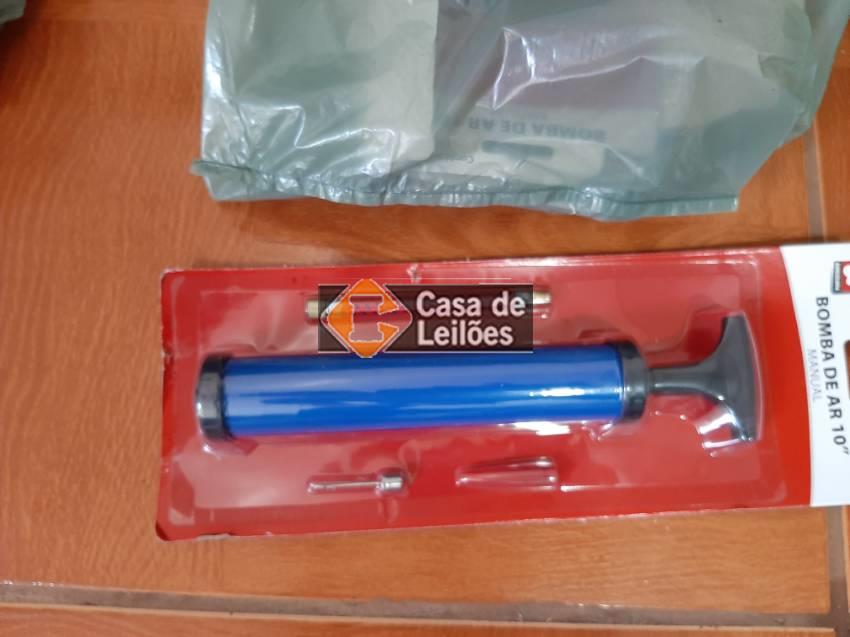 BOMBA DE AR
Casa de
Leilões
BOMBA DE AR 10"
MANUAL